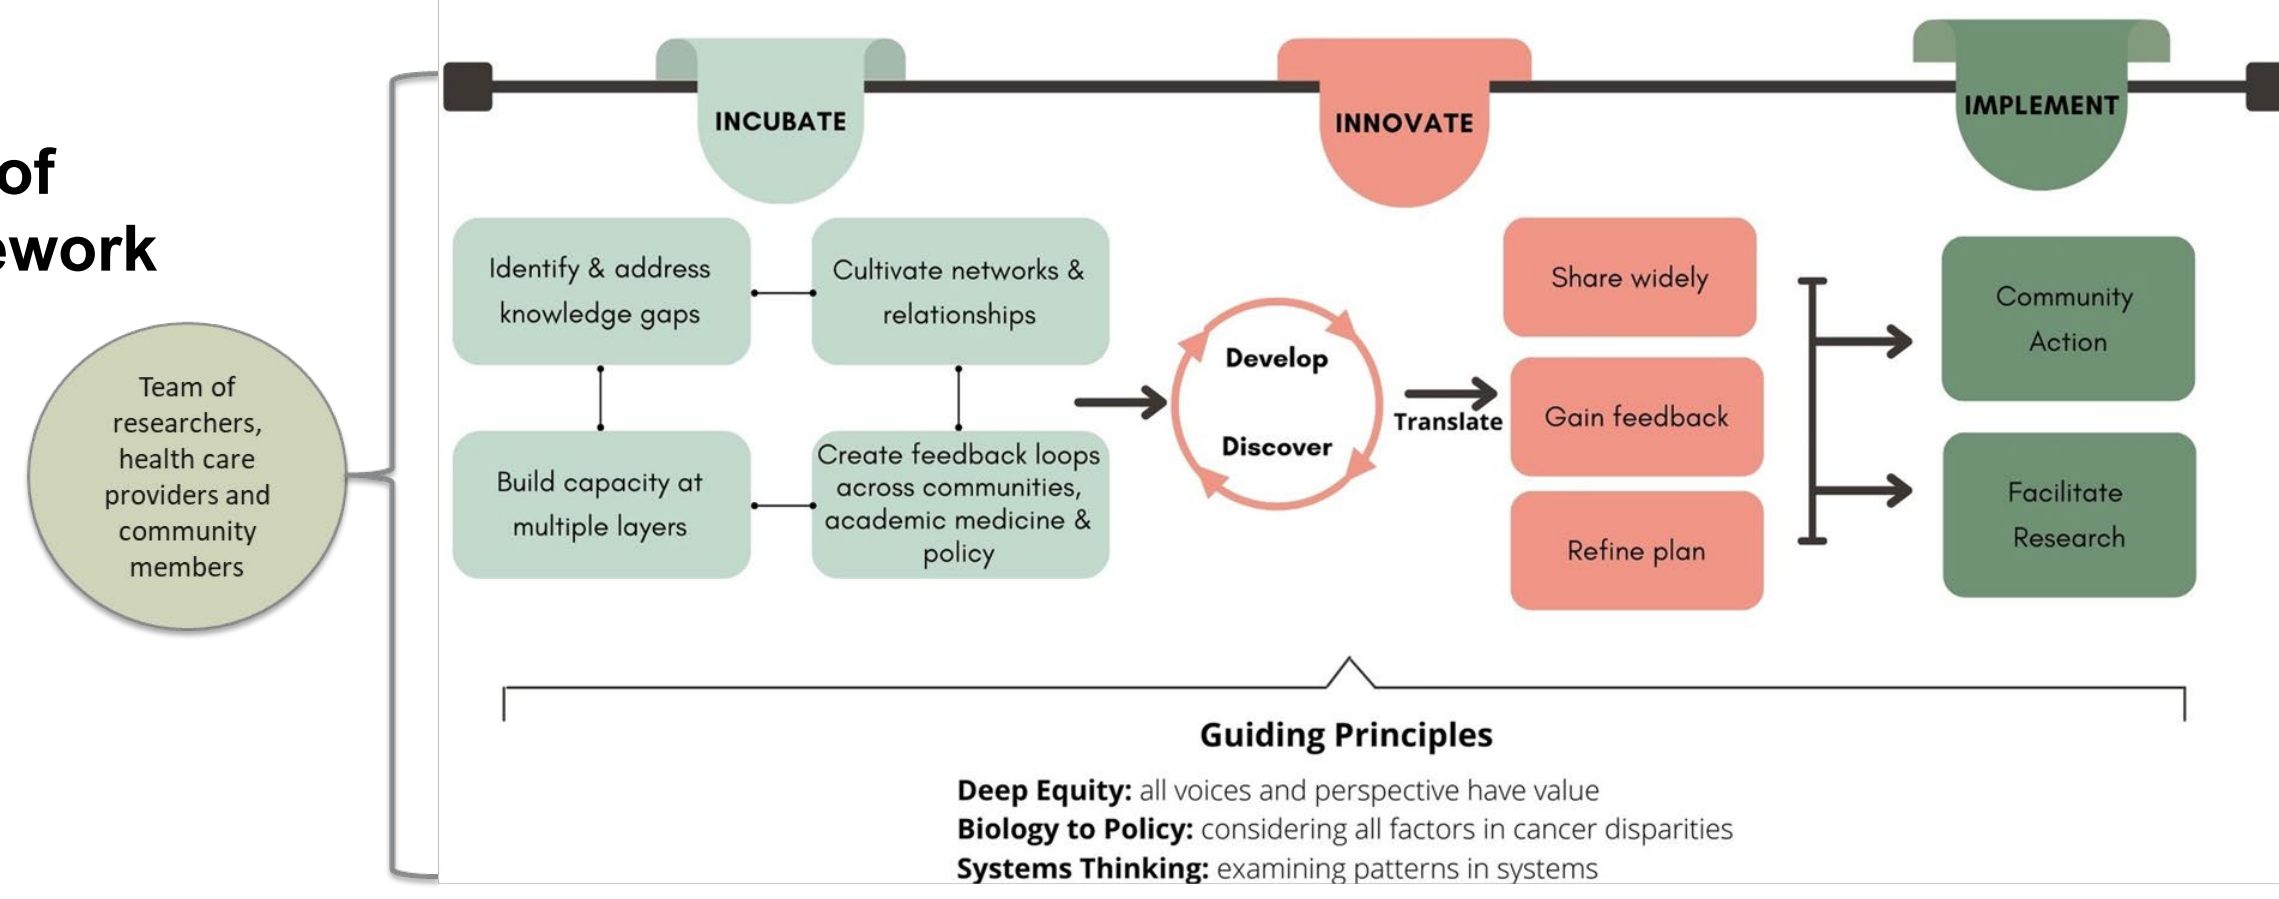 of
ework
Team of
researchers,
health care
providers and
community
members
INCUBATE
INNOVATE
IMPLEMENT
Identify & address
knowledge gaps
Cultivate networks &
relationships
Build capacity at
multiple layers
Create feedback loops
across communities,
academic medicine &
policy
Develop
Discover
Translate
Share widely
Gain feedback
Refine plan
Community
Action
Facilitate
Research
Guiding Principles
Deep Equity: all voices and perspective have value
Biology to Policy: considering all factors in cancer disparities
Systems Thinking: examining patterns in systems